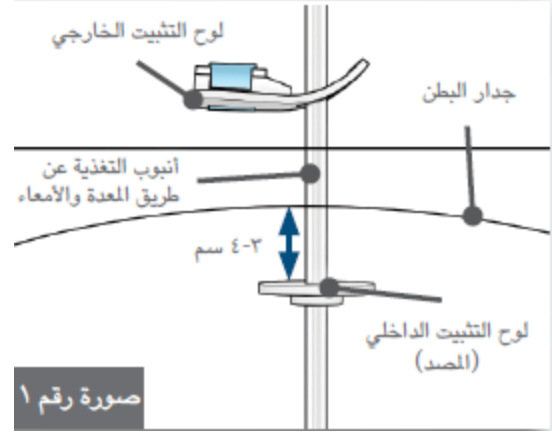 لوح التثبيت الخارجي
جدار البطن
أنبوب التغذية عن
طريق المعدة والأمعاء
٣-٤ سم
لوح التثبيت الداخلي
(المصد)
صورة رقم ١